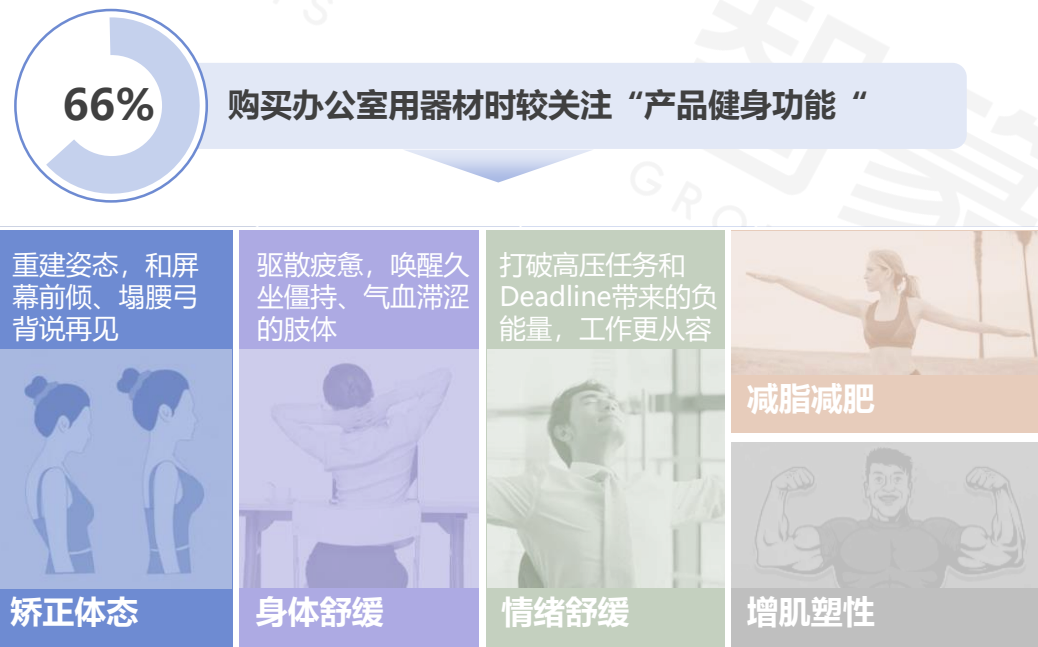 66%
购买办公室用器材时较关注“产品健身功能“
重建姿态，和屏
幕前倾、塌腰弓
背说再见
矫正体态
驱散疲惫，唤醒久
坐僵持、气血滞涩
的肢体
身体舒缓
打破高压任务和
Deadline带来的负
能量，工作更从容
情绪舒缓
减脂减肥
增肌塑性
GRO